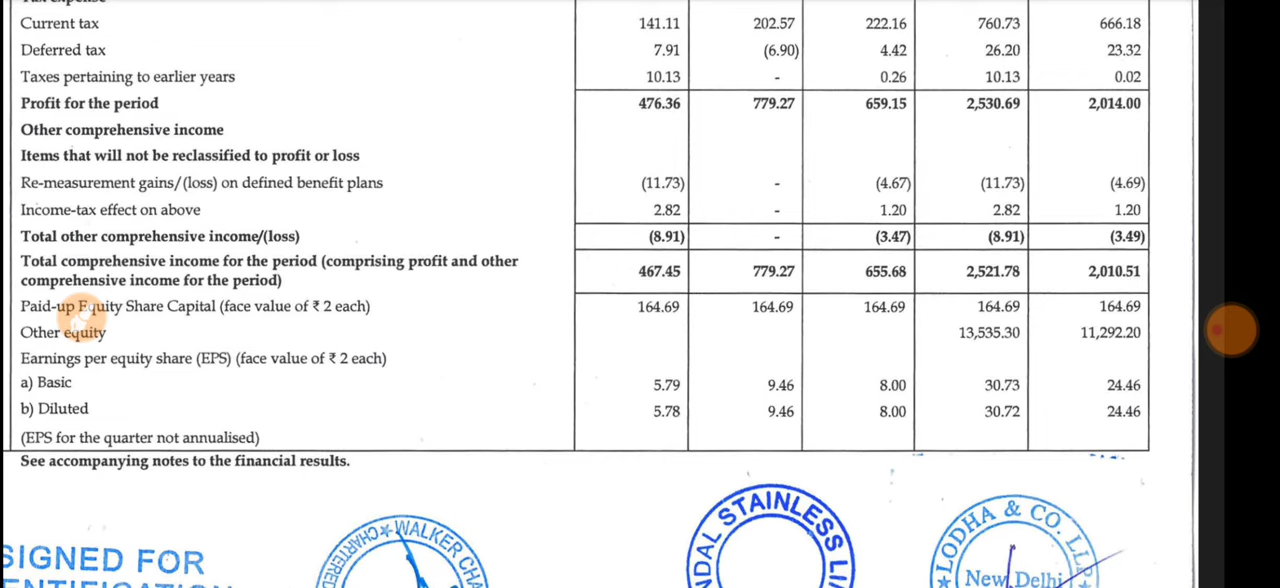 Current tax 141.11 202.57 222.16 760.73 666.18
Deferred tax 7.91 (6.90) 4.42 26.20 23.32
Taxes pertaining to earlier years 10.13 - 0.26 10.13 0.02
Profit for the period 476.36 779.27 659.15 2,530.69 2,014.00
Other comprehensive income
Items that will not be reclassified to profit or loss
Re-measurement gains/(loss) on defined benefit plans (11.73) - (4.67) (11.73) (4.69)
Income-tax effect on above 2.82 - 1.20 2.82 1.20
Total other comprehensive income/(loss) (8.91) - (3.47) (8.91) (3.49)
Total comprehensive income for the period (comprising profit and other
comprehensive income for the period) 467.45 779.27 655.68 2,521.78 2,010.51
Paid-up Equity Share Capital (face value of ₹ 2 each) 164.69 164.69 164.69 164.69 164.69
Other equity 13,535.30 11,292.20
Earnings per equity share (EPS) (face value of ₹ 2 each)
a) Basic 5.79 9.46 8.00 30.73 24.46
b) Diluted 5.78 9.46 8.00 30.72 24.46
(EPS for the quarter not annualised)
See accompanying notes to the financial results.
SIGNED FOR
WALKER CHA
CHARTERED
NDAL STAINLESS LI
LODHA & CO. LLP
New Delhi